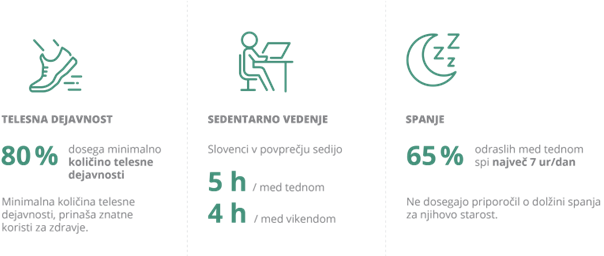 TELESNA DEJAVNOST
80 % dosega minimalno
količino telesne
dejavnosti
Minimalna količina telesne
dejavnosti, prinaša znatne
koristi za zdravje.
SEDENTARNO VEDENJE
Slovenci v povprečju sedijo
5 h / med tednom
4 h / med vikendom
SPANJE
65 % odraslih med tednom
spi največ 7 ur/dan
Ne dosegajo priporočil o dolžini spanja
za njihovo starost.